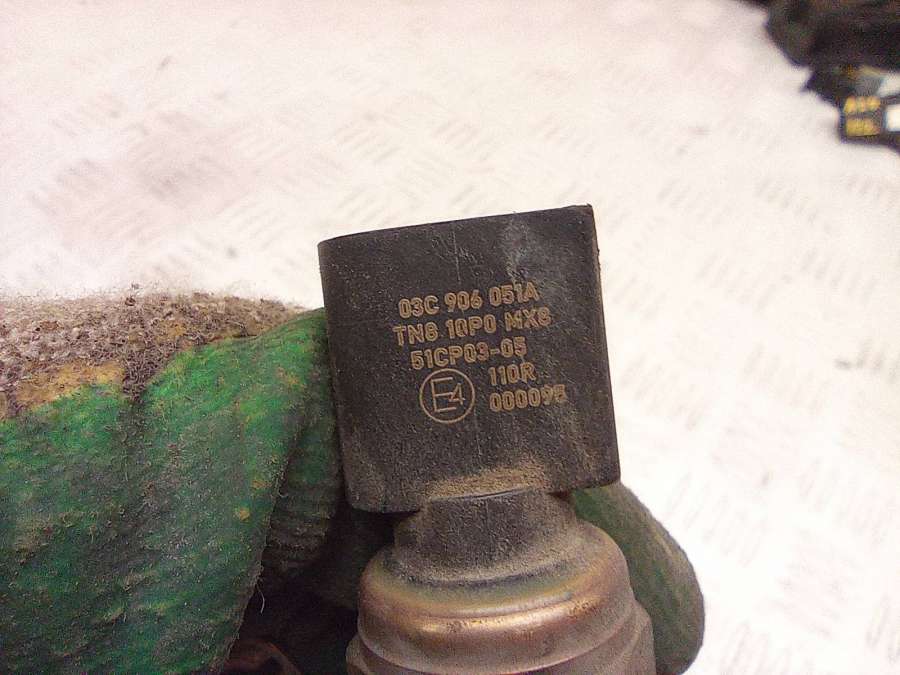 03C 906 051A
TN8 10P0 MX8
51CP03-05
E4 110R
000095